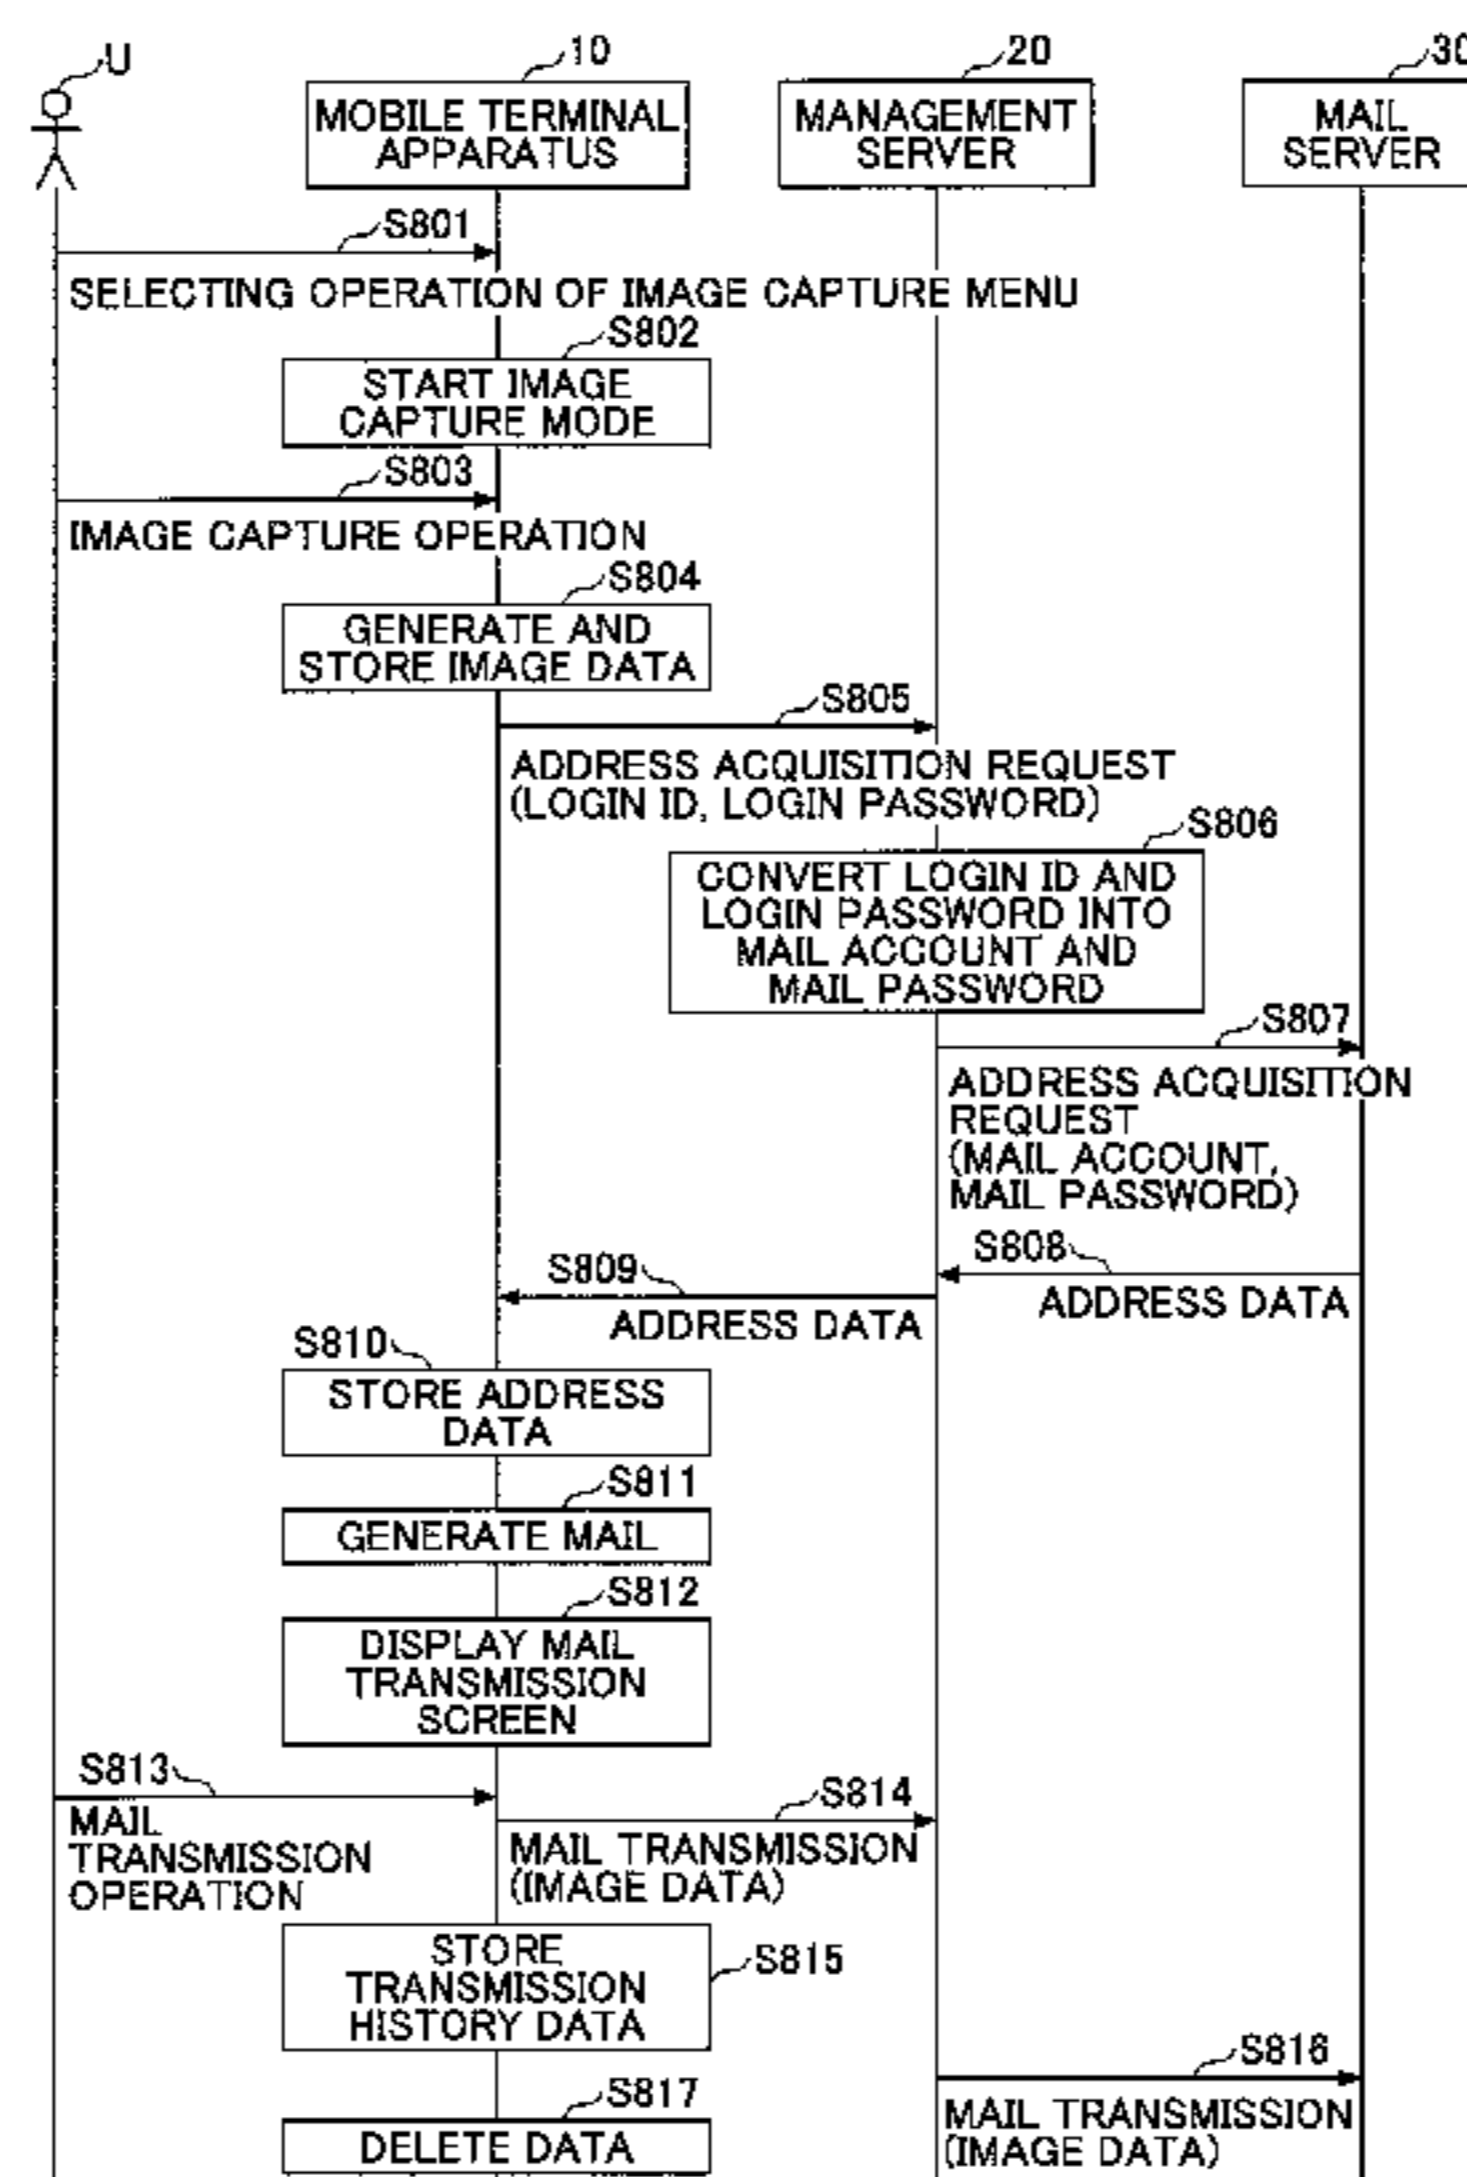 U
10
20
30
MOBILE TERMINAL
APPARATUS
MANAGEMENT
SERVER
MAIL
SERVER
S801
SELECTING OPERATION OF IMAGE CAPTURE MENU
S802
START IMAGE
CAPTURE MODE
S803
IMAGE CAPTURE OPERATION
S804
GENERATE AND
STORE IMAGE DATA
S805
ADDRESS ACQUISITION REQUEST
(LOGIN ID, LOGIN PASSWORD)
S806
CONVERT LOGIN ID AND
LOGIN PASSWORD INTO
MAIL ACCOUNT AND
MAIL PASSWORD
S807
ADDRESS ACQUISITION
REQUEST
(MAIL ACCOUNT,
MAIL PASSWORD)
S808
ADDRESS DATA
S809
ADDRESS DATA
S810
STORE ADDRESS
DATA
S811
GENERATE MAIL
S812
DISPLAY MAIL
TRANSMISSION
SCREEN
S813
MAIL
TRANSMISSION
OPERATION
S814
MAIL TRANSMISSION
(IMAGE DATA)
STORE
TRANSMISSION
HISTORY DATA
S815
S816
MAIL TRANSMISSION
(IMAGE DATA)
S817
DELETE DATA